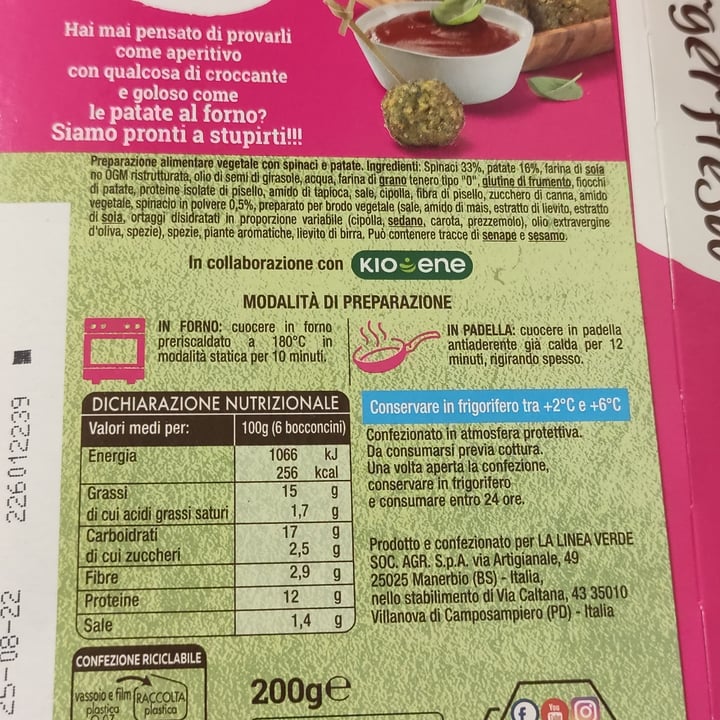 Hai mai pensato di provarli
come aperitivo
con qualcosa di croccante
e goloso come
le patate al forno?
Siamo pronti a stupirti!!!
Preparazione alimentare vegetale con spinaci e patate. Ingredienti: Spinaci 33%, patate 16%, farina di soia
no OGM ristrutturata, olio di semi di girasole, acqua, farina di grano tenero tipo "0", glutine di frumento, fiocchi
di patate, proteine isolate di pisello, amido di tapioca, sale, cipolla, fibra di pisello, zucchero di canna, amido
vegetale, spinacio in polvere 0,5%, preparato per brodo vegetale (sale, amido di mais, estratto di lievito, estratto
di soia, ortaggi disidratati in proporzione variabile (cipolla, sedano, carota, prezzemolo), olio extravergine
d'oliva, spezie), spezie, piante aromatiche, lievito di birra. Può contenere tracce di senape e sesamo.
In collaborazione con KIOENE
MODALITÀ DI PREPARAZIONE
IN FORNO: cuocere in forno
preriscaldato a 180°C in
modalità statica per 10 minuti.
IN PADELLA: cuocere in padella
antiaderente già calda per 12
minuti, rigirando spesso.
DICHIARAZIONE NUTRIZIONALE
Valori medi per: 100g (6 bocconcini)
Energia 1066 kJ
256 kcal
Grassi 15 g
di cui acidi grassi saturi 1,7 g
Carboidrati 17 g
di cui zuccheri 2,5 g
Fibre 2,9 g
Proteine 12 g
Sale 1,4 g
Conservare in frigorifero tra +2°C e +6°C
Confezionato in atmosfera protettiva.
Da consumarsi previa cottura.
Una volta aperta la confezione,
conservare in frigorifero
e consumare entro 24 ore.
Prodotto e confezionato per LA LINEA VERDE
SOC. AGR. S.p.A. via Artigianale, 49
25025 Manerbio (BS) - Italia,
nello stabilimento di Via Caltana, 43 35010
Villanova di Camposampiero (PD) - Italia
CONFEZIONE RICICLABILE
vassoio e film RACCOLTA
plastica plastica
200g℮
You
Tube
226012239
25-08-22